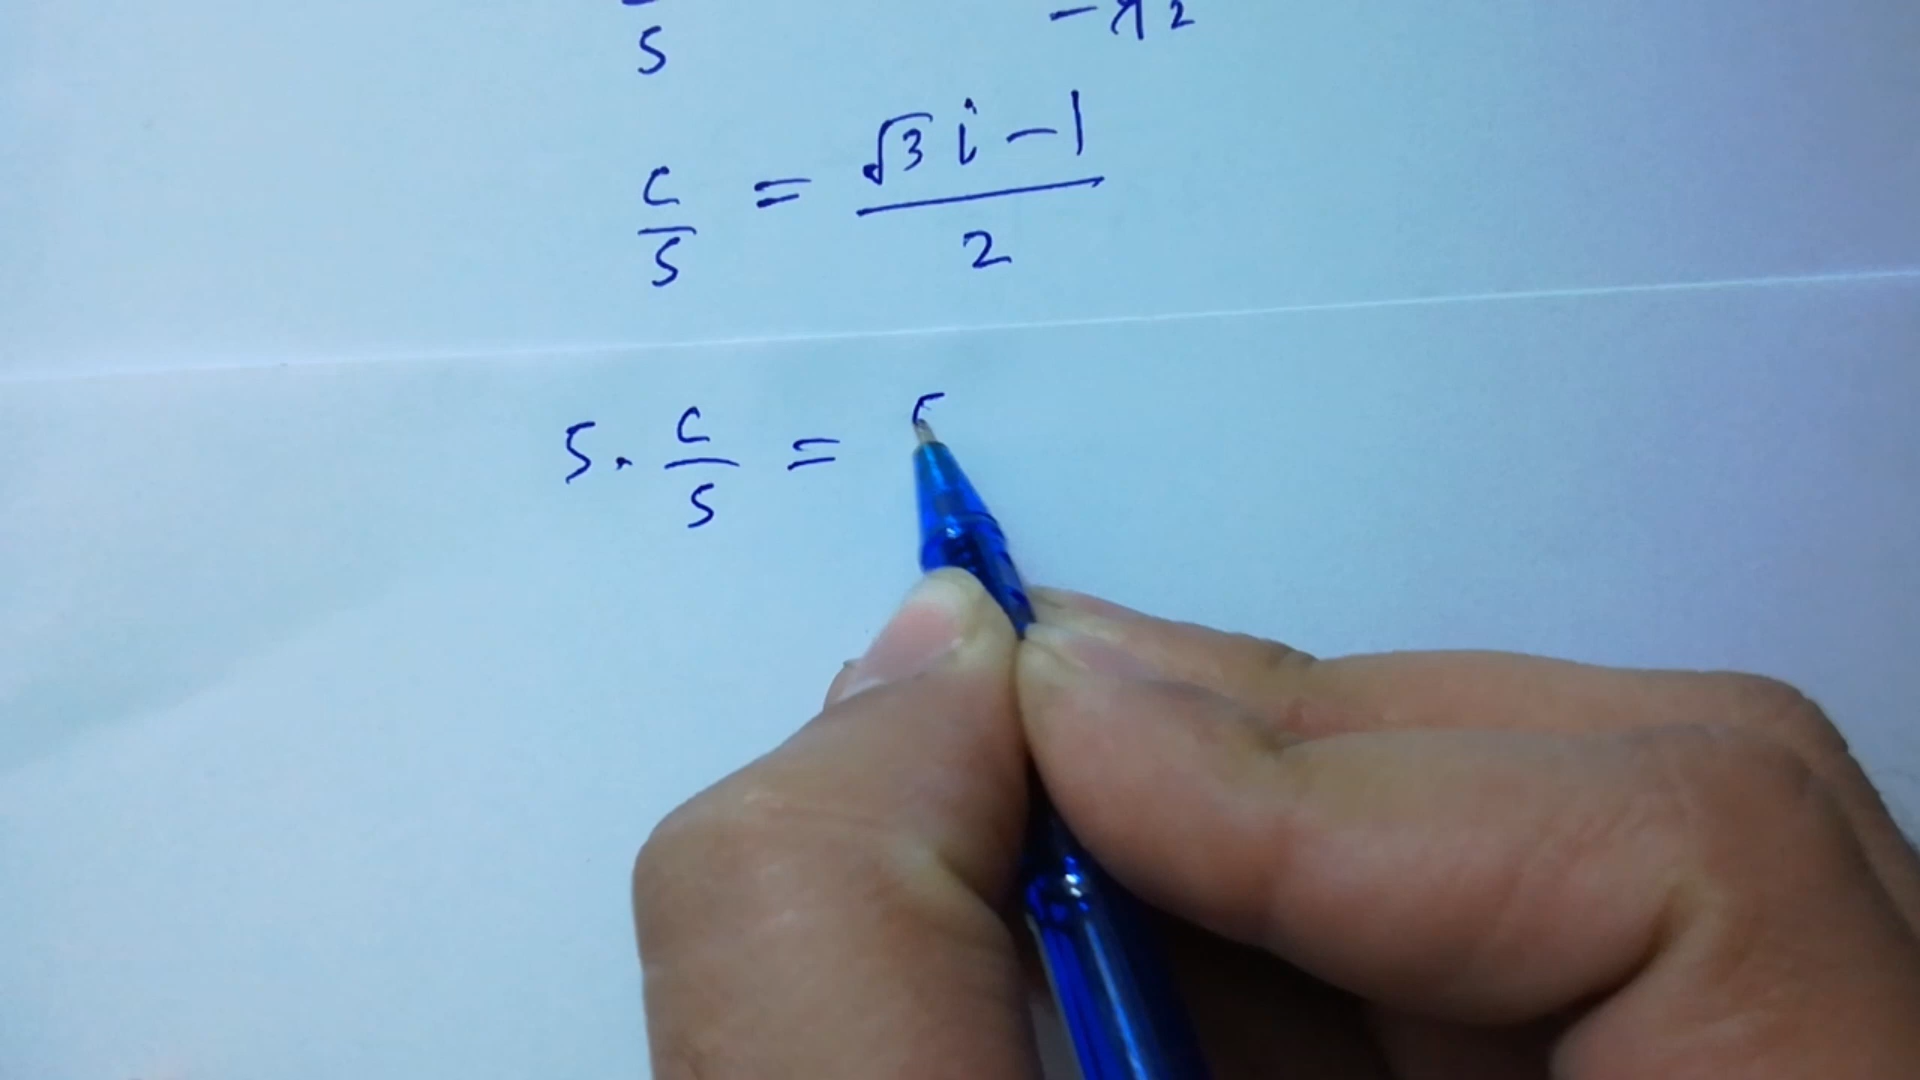 5
c/5 = (√3 i - 1)/2
5 · c/5 =